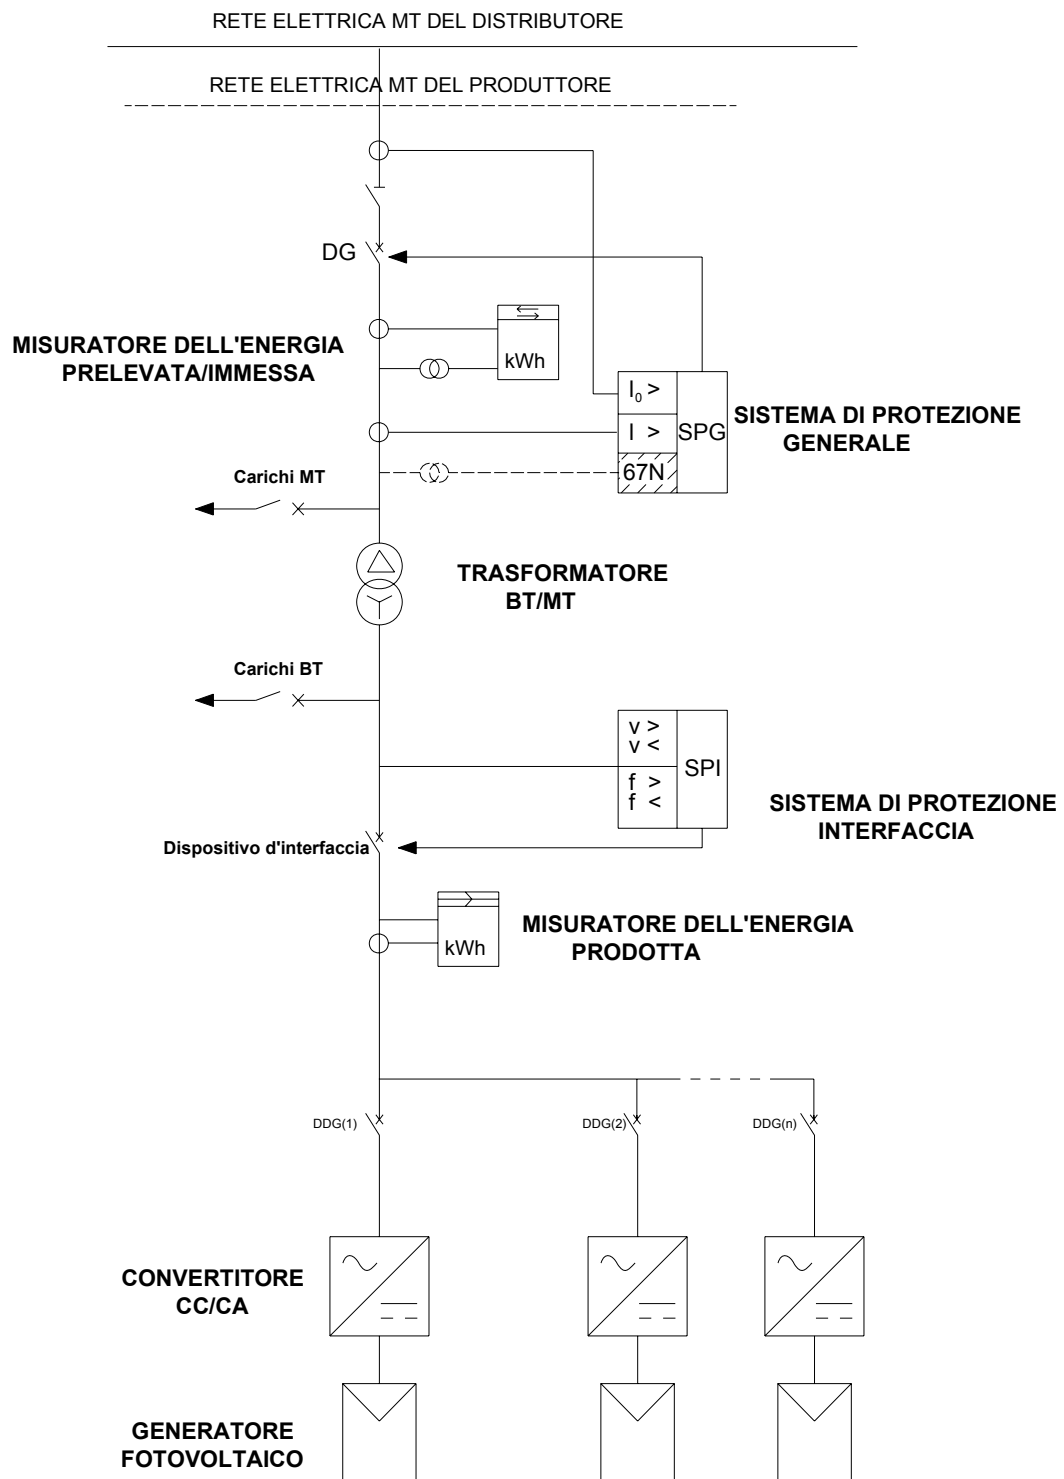 RETE ELETTRICA MT DEL DISTRIBUTORE
RETE ELETTRICA MT DEL PRODUTTORE
DG
MISURATORE DELL'ENERGIA
PRELEVATA/IMMESSA
kWh
I₀ >
I >
67N
SPG
SISTEMA DI PROTEZIONE
GENERALE
Carichi MT
TRASFORMATORE
BT/MT
Carichi BT
v >
v <
f >
f <
SPI
SISTEMA DI PROTEZIONE
INTERFACCIA
Dispositivo d'interfaccia
kWh
MISURATORE DELL'ENERGIA
PRODOTTA
DDG(1)
DDG(2)
DDG(n)
CONVERTITORE
CC/CA
GENERATORE
FOTOVOLTAICO